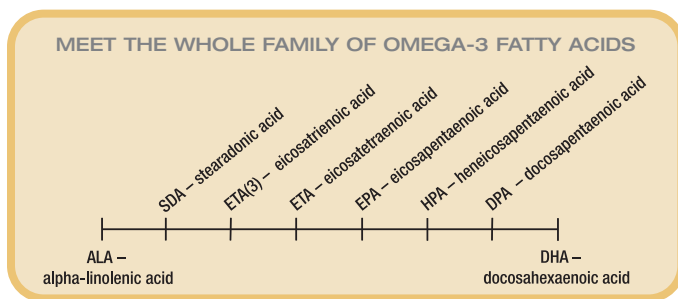 MEET THE WHOLE FAMILY OF OMEGA-3 FATTY ACIDS
SDA – stearadonic acid
ETA(3) – eicosatrienoic acid
ETA – eicosatetraenoic acid
EPA – eicosapentaenoic acid
HPA – heneicosapentaenoic acid
DPA – docosapentaenoic acid
ALA –
alpha-linolenic acid
DHA –
docosahexaenoic acid